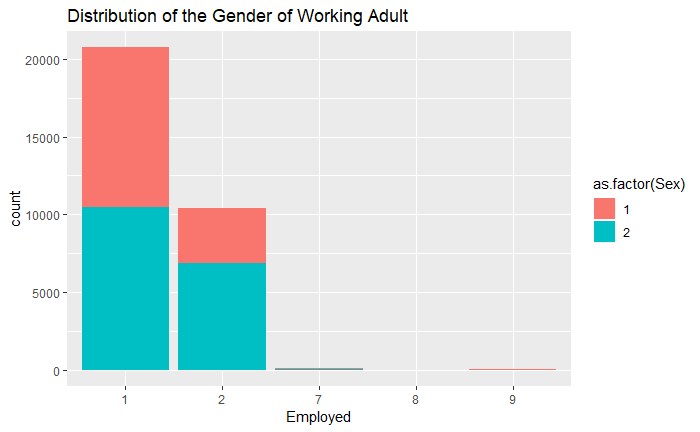 Distribution of the Gender of Working Adult
20000
15000
10000
5000
0
count
1 2 7 8 9
Employed
as.factor(Sex)
1
2